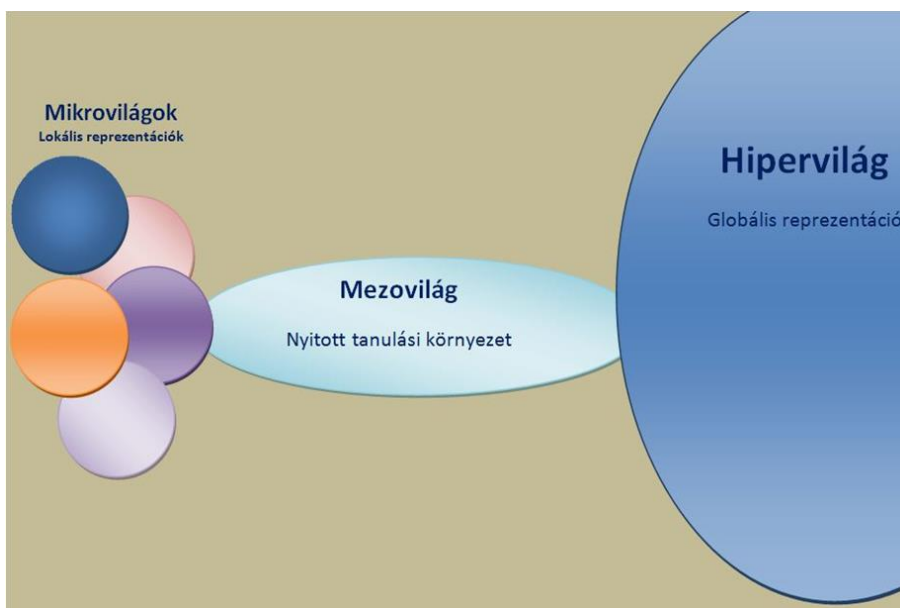 Mikrovilágok
Lokális reprezentációk
Hipervilág
Globális reprezentáció
Mezovilág
Nyitott tanulási környezet